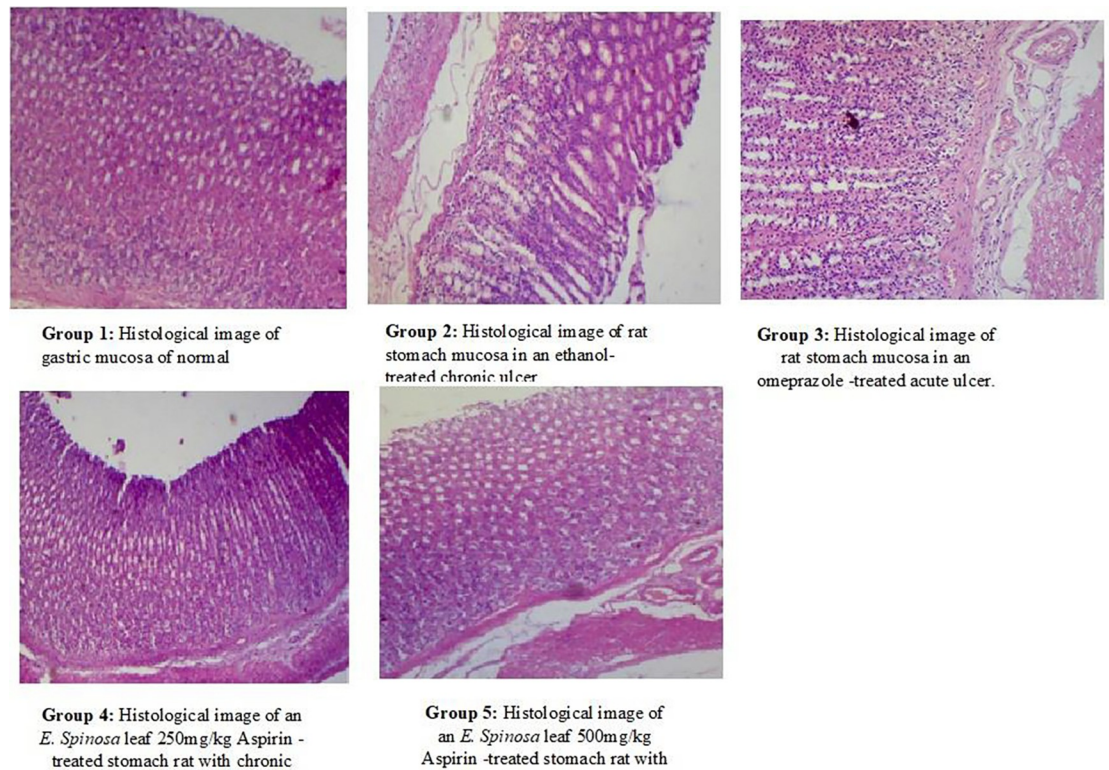 Group 1: Histological image of
gastric mucosa of normal
Group 2: Histological image of rat
stomach mucosa in an ethanol-
treated chronic ulcer
Group 3: Histological image of
rat stomach mucosa in an
omeprazole -treated acute ulcer.
Group 4: Histological image of an
E. Spinosa leaf 250mg/kg Aspirin -
treated stomach rat with chronic
Group 5: Histological image of
an E. Spinosa leaf 500mg/kg
Aspirin -treated stomach rat with